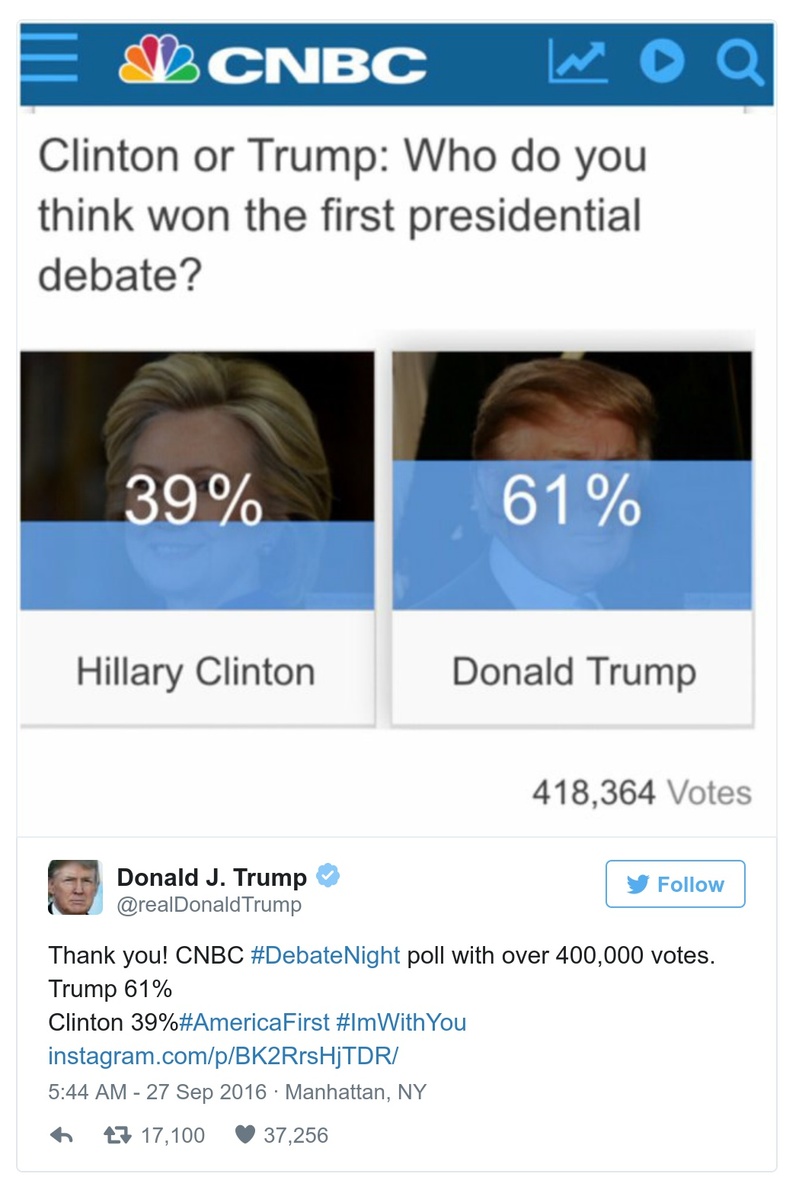 CNBC
Clinton or Trump: Who do you
think won the first presidential
debate?
39% 61%
Hillary Clinton Donald Trump
418,364 Votes
Donald J. Trump
@realDonaldTrump
Follow
Thank you! CNBC #DebateNight poll with over 400,000 votes.
Trump 61%
Clinton 39%#AmericaFirst #ImWithYou
instagram.com/p/BK2RrsHjTDR/
5:44 AM - 27 Sep 2016 · Manhattan, NY
17,100 37,256